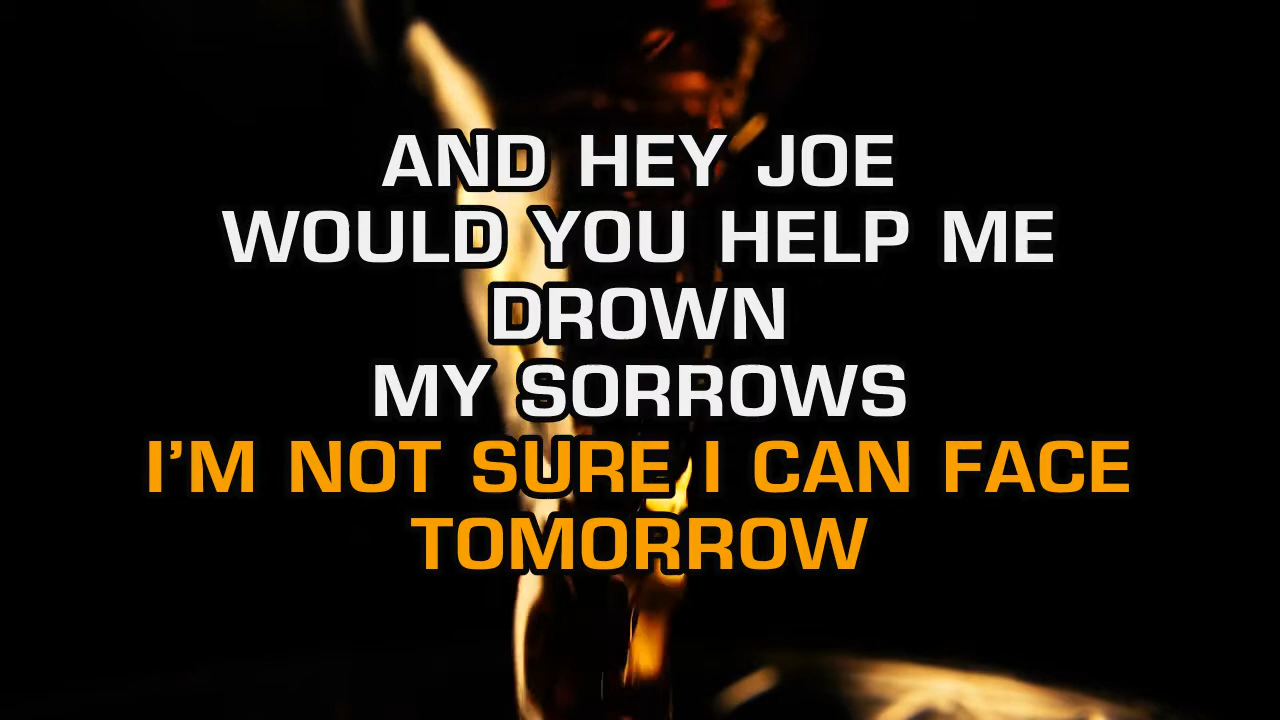 AND HEY JOE
WOULD YOU HELP ME
DROWN
MY SORROWS
I'M NOT SURE I CAN FACE
TOMORROW